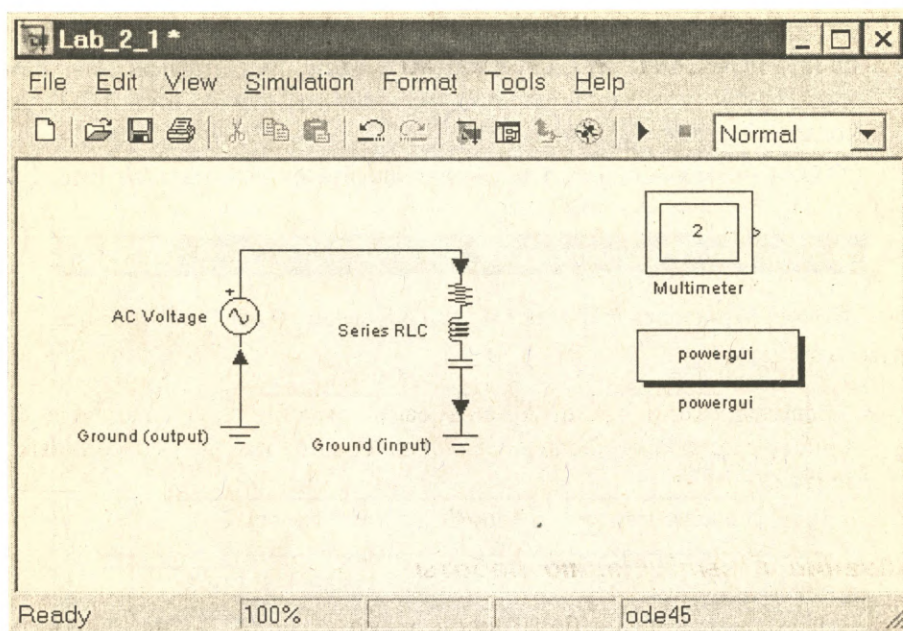 Lab_2_1 *
File Edit View Simulation Format Tools Help
Normal
2
Multimeter
AC Voltage
Series RLC
powergui
powergui
Ground (output)
Ground (input)
Ready 100% ode45